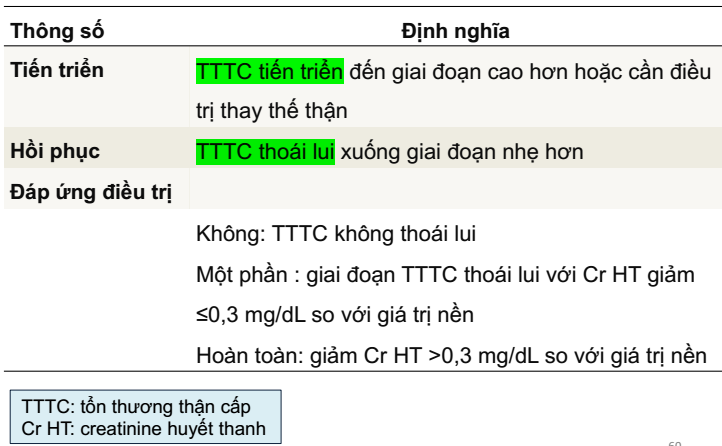 Thông số Định nghĩa
Tiến triển TTTC tiến triển đến giai đoạn cao hơn hoặc cần điều
trị thay thế thận
Hồi phục TTTC thoái lui xuống giai đoạn nhẹ hơn
Đáp ứng điều trị
Không: TTTC không thoái lui
Một phần : giai đoạn TTTC thoái lui với Cr HT giảm
≤0,3 mg/dL so với giá trị nền
Hoàn toàn: giảm Cr HT >0,3 mg/dL so với giá trị nền
TTTC: tổn thương thận cấp
Cr HT: creatinine huyết thanh